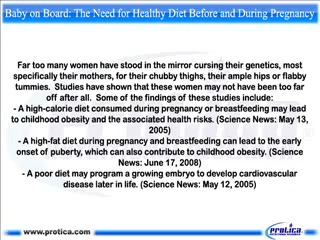 Baby on Board: The Need for Healthy Diet Before and During Pregnancy
Far too many women have stood in the mirror cursing their genetics, most
specifically their mothers, for their chubby thighs, their ample hips or flabby
tummies.  Studies have shown that these women may not have been too far
off after all.  Some of the findings of these studies include:
- A high-calorie diet consumed during pregnancy or breastfeeding may lead
to childhood obesity and the associated health risks. (Science News: May 13,
2005)
- A high-fat diet during pregnancy and breastfeeding can lead to the early
onset of puberty, which can also contribute to childhood obesity. (Science
News: June 17, 2008)
- A poor diet may program a growing embryo to develop cardiovascular
disease later in life. (Science News: May 12, 2005)
www.protica.com
protica